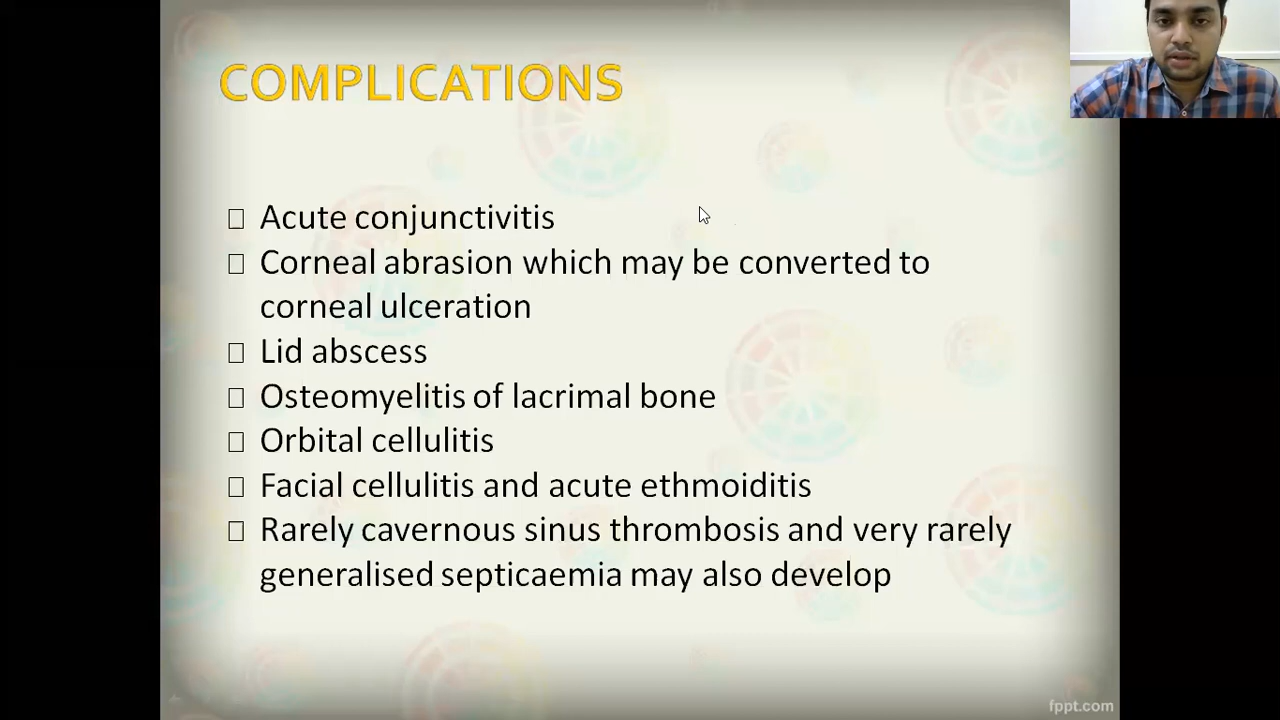 COMPLICATIONS
Acute conjunctivitis
Corneal abrasion which may be converted to
corneal ulceration
Lid abscess
Osteomyelitis of lacrimal bone
Orbital cellulitis
Facial cellulitis and acute ethmoiditis
Rarely cavernous sinus thrombosis and very rarely
generalised septicaemia may also develop
fppt.com